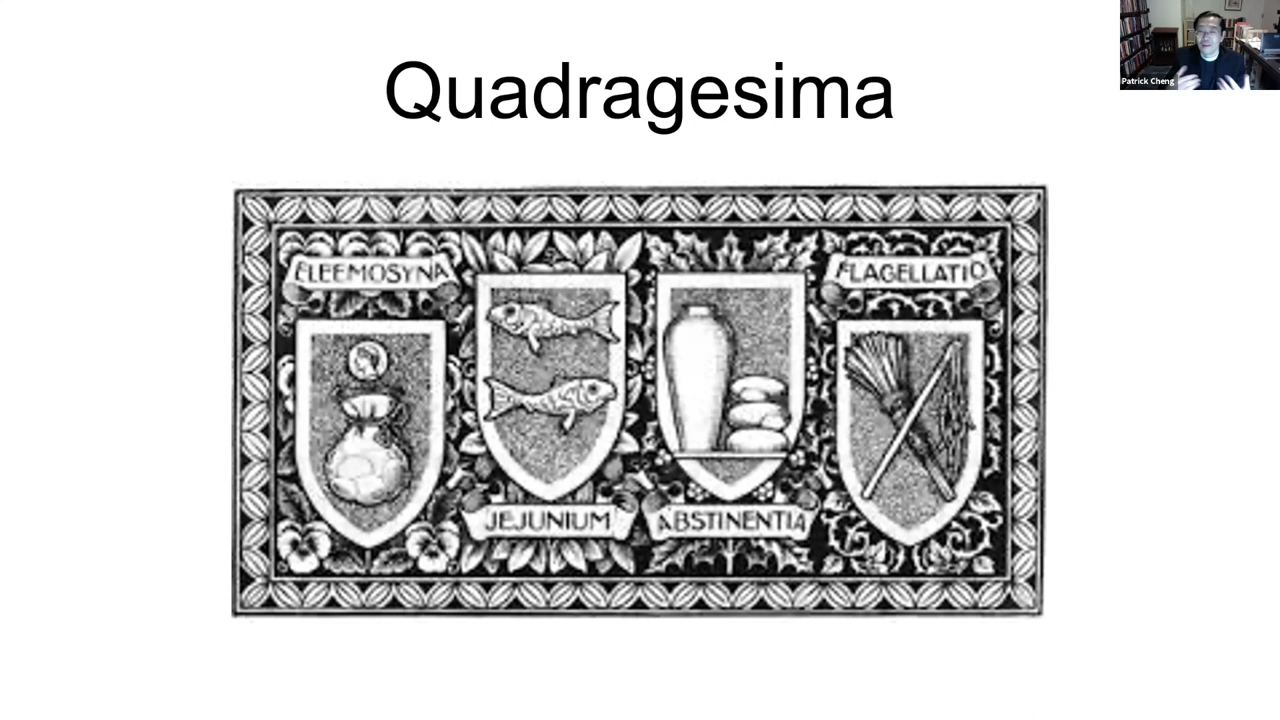 Quadragesima
Patrick Cheng
ELEEMOSYNA
FLAGELLATIO
JEJUNIUM
ABSTINENTIA